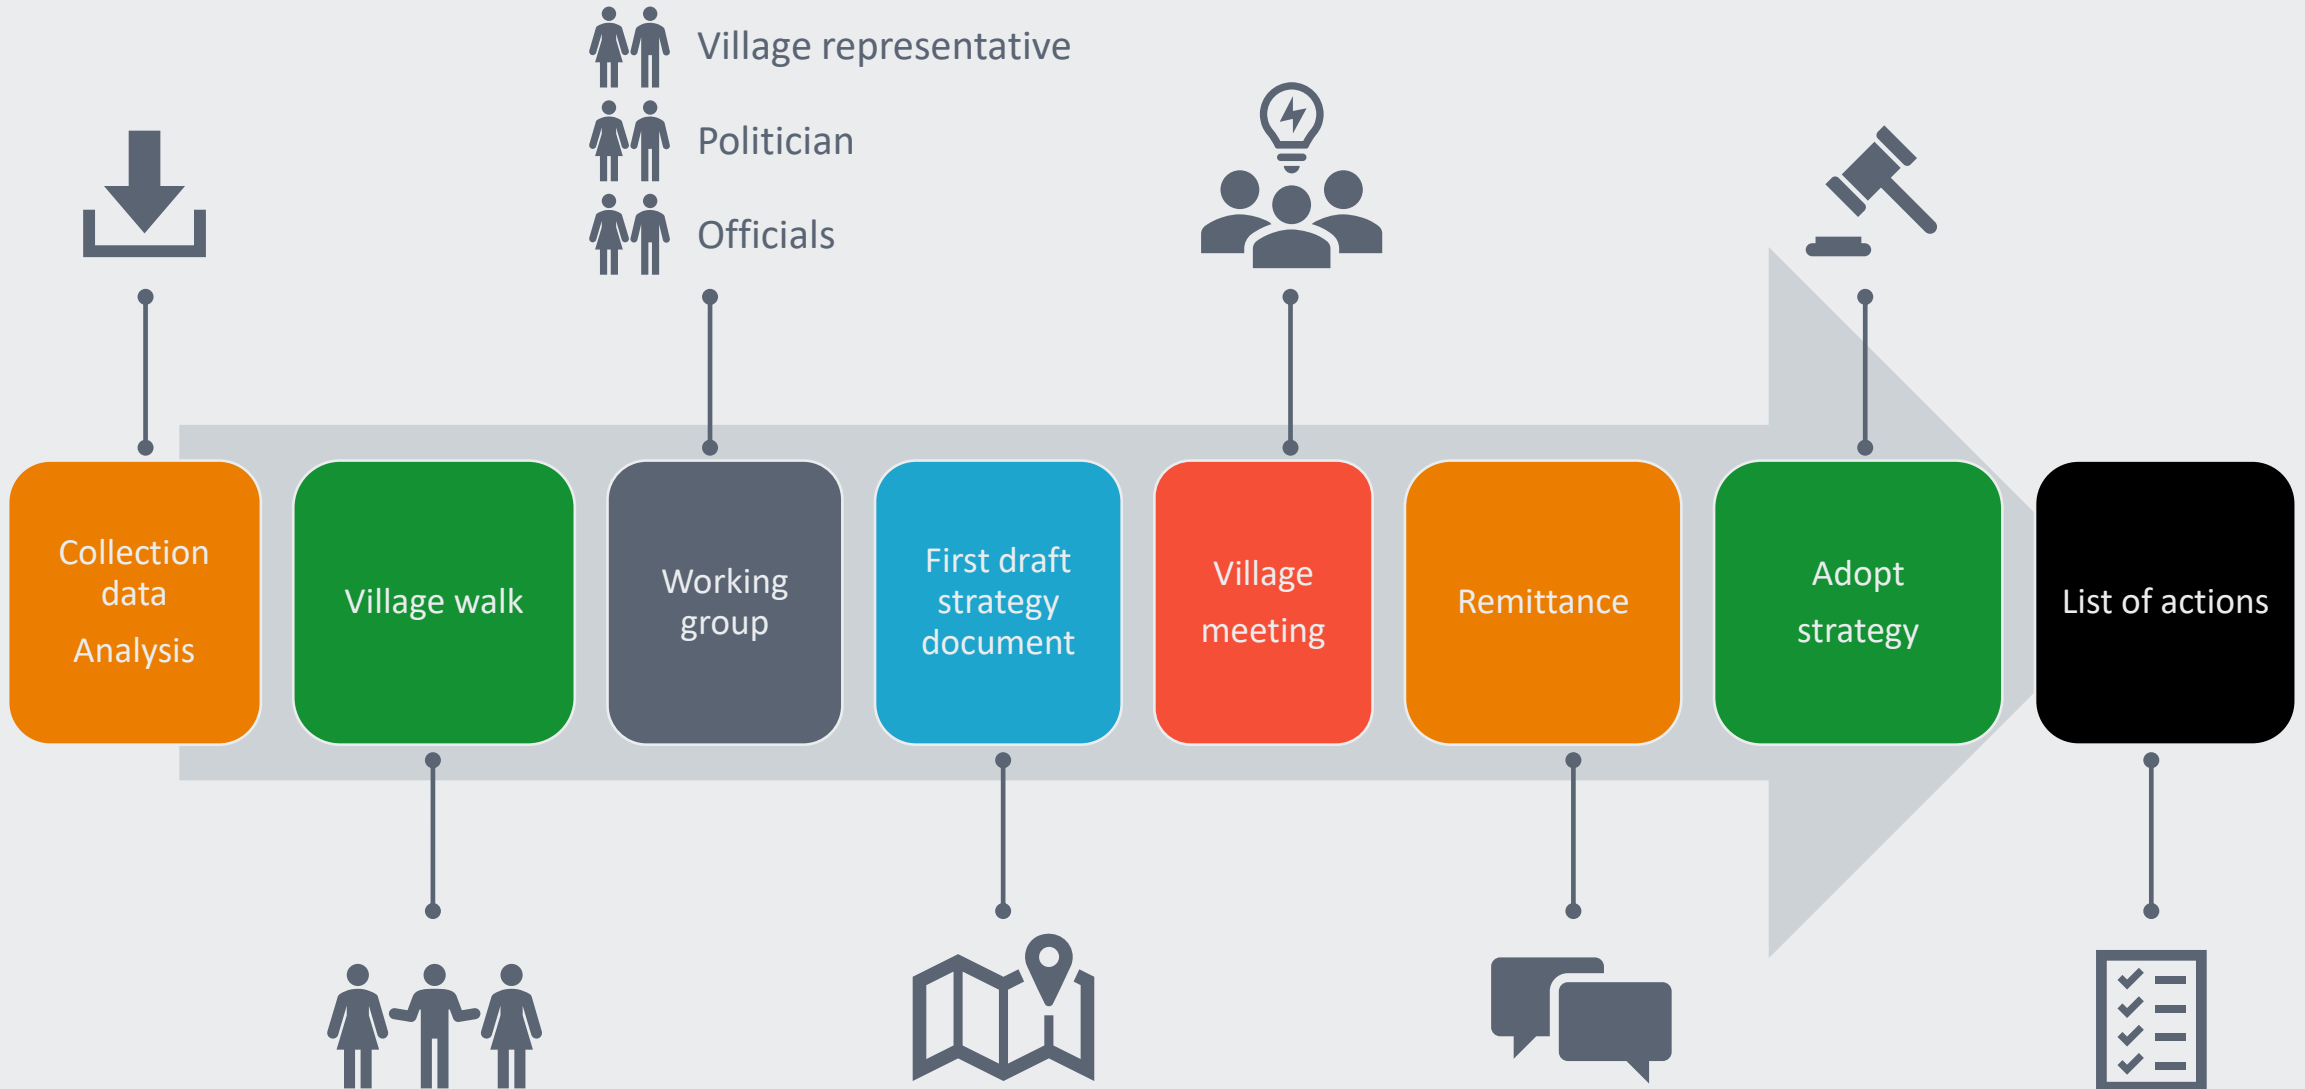 Village representative
Politician
Officials
Collection
data
Analysis
Village walk
Working
group
First draft
strategy
document
Village
meeting
Remittance
Adopt
strategy
List of actions